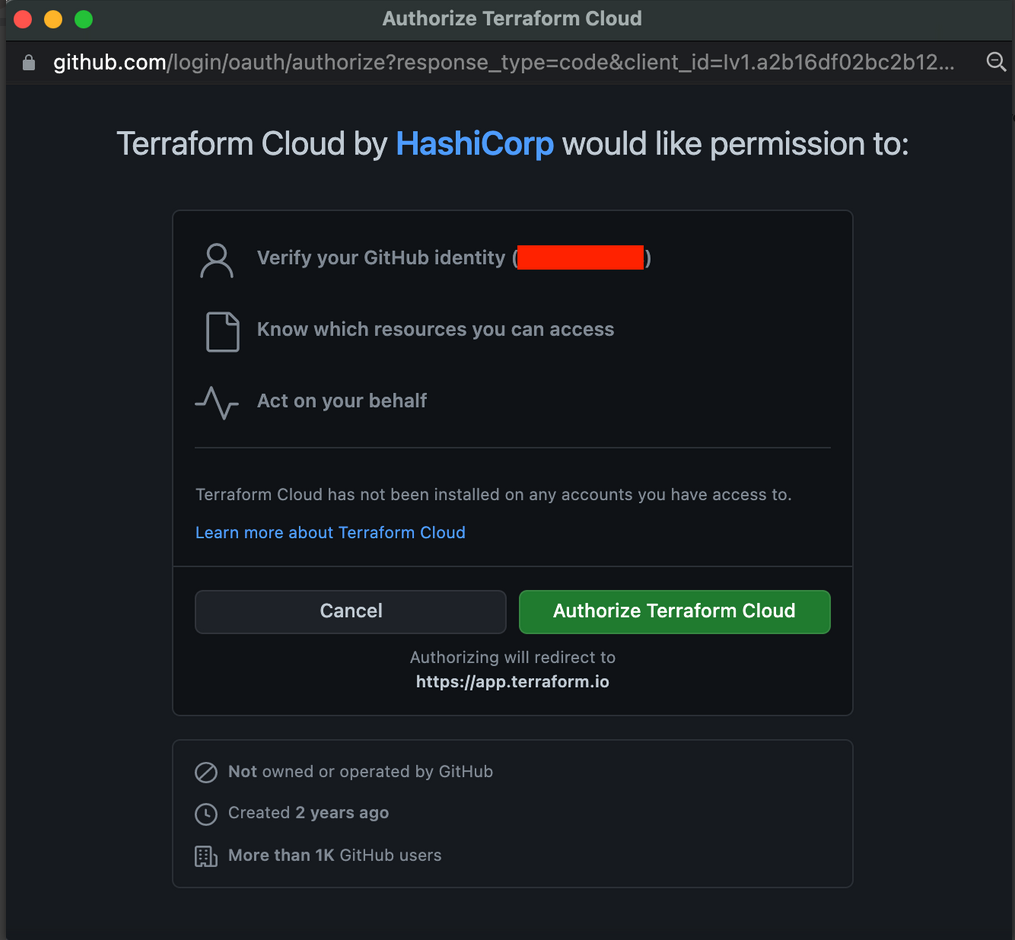 Authorize Terraform Cloud
github.com/login/oauth/authorize?response_type=code&client_id=Iv1.a2b16df02bc2b12...
Terraform Cloud by HashiCorp would like permission to:
Verify your GitHub identity ( )
Know which resources you can access
Act on your behalf
Terraform Cloud has not been installed on any accounts you have access to.
Learn more about Terraform Cloud
Cancel
Authorize Terraform Cloud
Authorizing will redirect to
https://app.terraform.io
Not owned or operated by GitHub
Created 2 years ago
More than 1K GitHub users